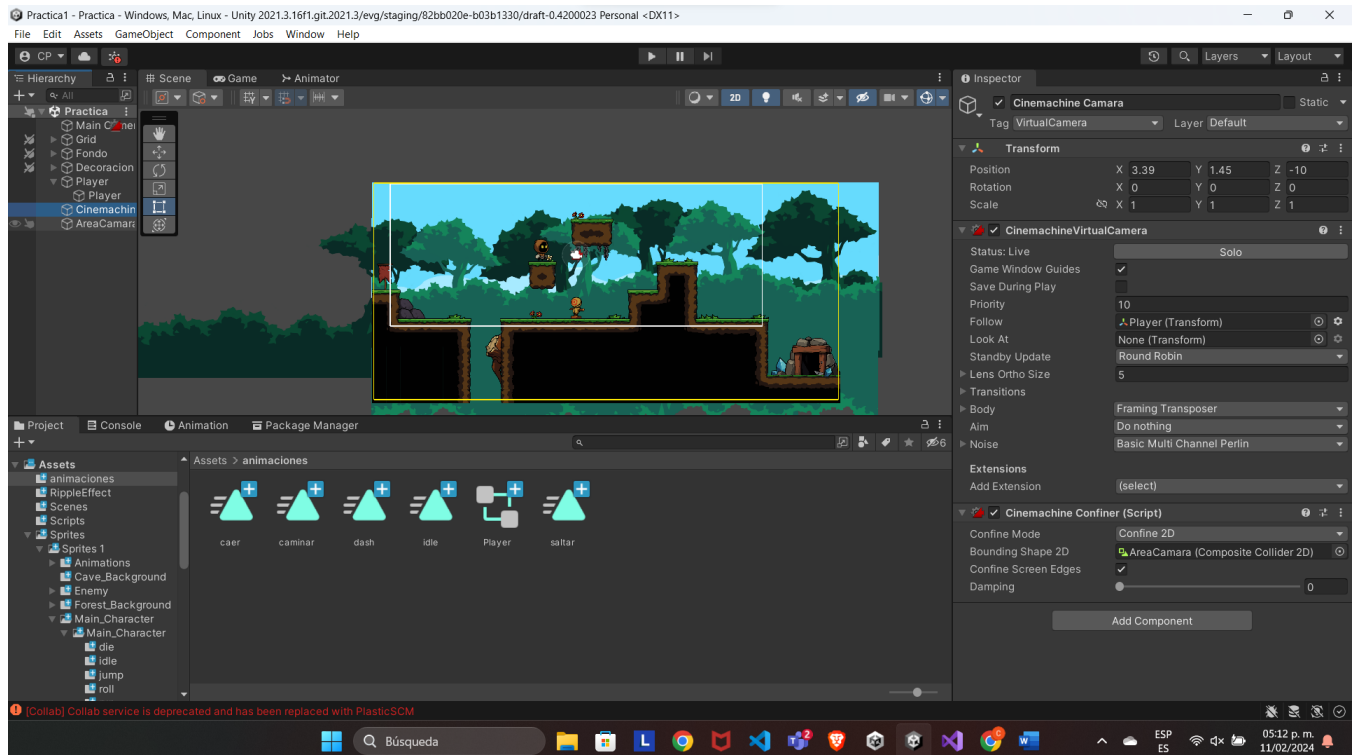 Practica1 - Practica - Windows, Mac, Linux - Unity 2021.3.16f1.git.2021.3/evg/staging/82bb020e-b03b1330/draft-0.4200023 Personal <DX11>
File Edit Assets GameObject Component Jobs Window Help
CP Layers Layout
Hierarchy
All
Practica
Main Camer
Grid
Fondo
Decoracion
Player
Player
Cinemachin
AreaCamara
Scene Game Animator
2D
Inspector
Cinemachine Camara Static
Tag VirtualCamera Layer Default
Transform
Position X 3.39 Y 1.45 Z -10
Rotation X 0 Y 0 Z 0
Scale X 1 Y 1 Z 1
CinemachineVirtualCamera
Status: Live Solo
Game Window Guides
Save During Play
Priority 10
Follow Player (Transform)
Look At None (Transform)
Standby Update Round Robin
Lens Ortho Size 5
Transitions
Body Framing Transposer
Aim Do nothing
Noise Basic Multi Channel Perlin
Extensions
Add Extension (select)
Cinemachine Confiner (Script)
Confine Mode Confine 2D
Bounding Shape 2D AreaCamara (Composite Collider 2D)
Confine Screen Edges
Damping 0
Add Component
Project Console Animation Package Manager
6
Assets
animaciones
RippleEffect
Scenes
Scripts
Sprites
Sprites 1
Animations
Cave_Background
Enemy
Forest_Background
Main_Character
Main_Character
die
idle
jump
roll
Assets > animaciones
caer caminar dash idle Player saltar
[Collab] Collab service is deprecated and has been replaced with PlasticSCM
Búsqueda
L
2
ESP
ES
05:12 p. m.
11/02/2024